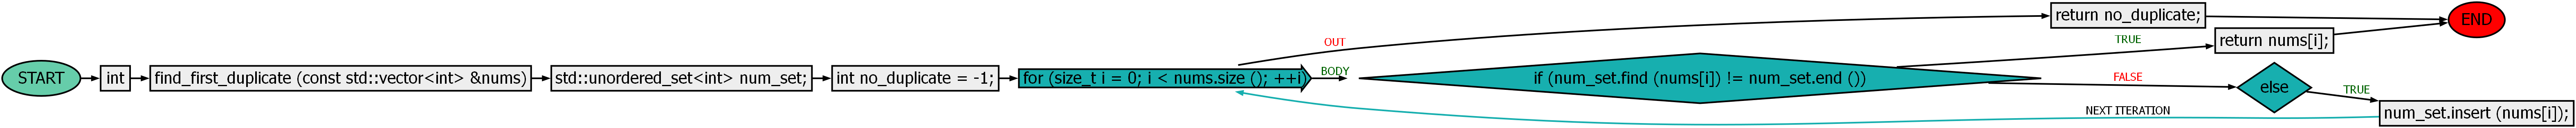 START
int
find_first_duplicate (const std::vector<int> &nums)
std::unordered_set<int> num_set;
int no_duplicate = -1;
for (size_t i = 0; i < nums.size (); ++i)
OUT
BODY
return no_duplicate;
END
if (num_set.find (nums[i]) != num_set.end ())
TRUE
return nums[i];
FALSE
else
TRUE
num_set.insert (nums[i]);
NEXT ITERATION